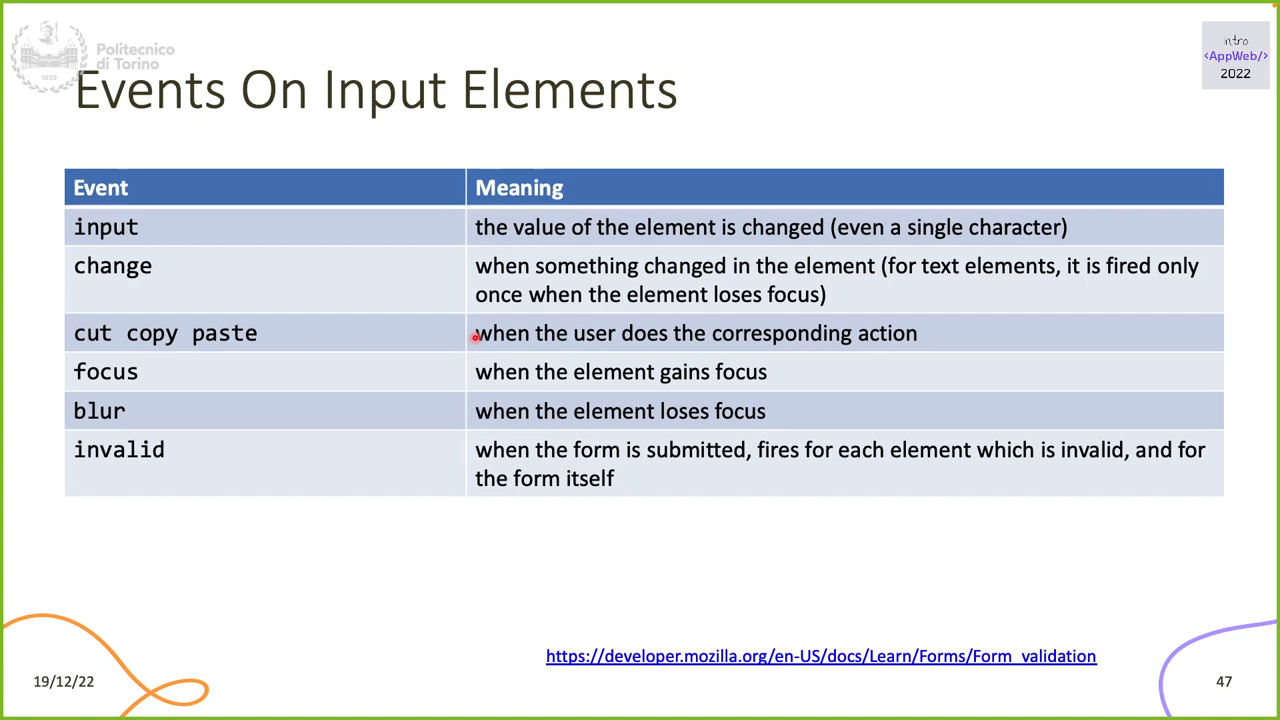 Politecnico
di Torino
1859
Events On Input Elements
intro
<AppWeb/>
2022
Event Meaning
input the value of the element is changed (even a single character)
change when something changed in the element (for text elements, it is fired only
once when the element loses focus)
cut copy paste when the user does the corresponding action
focus when the element gains focus
blur when the element loses focus
invalid when the form is submitted, fires for each element which is invalid, and for
the form itself
https://developer.mozilla.org/en-US/docs/Learn/Forms/Form_validation
19/12/22
47